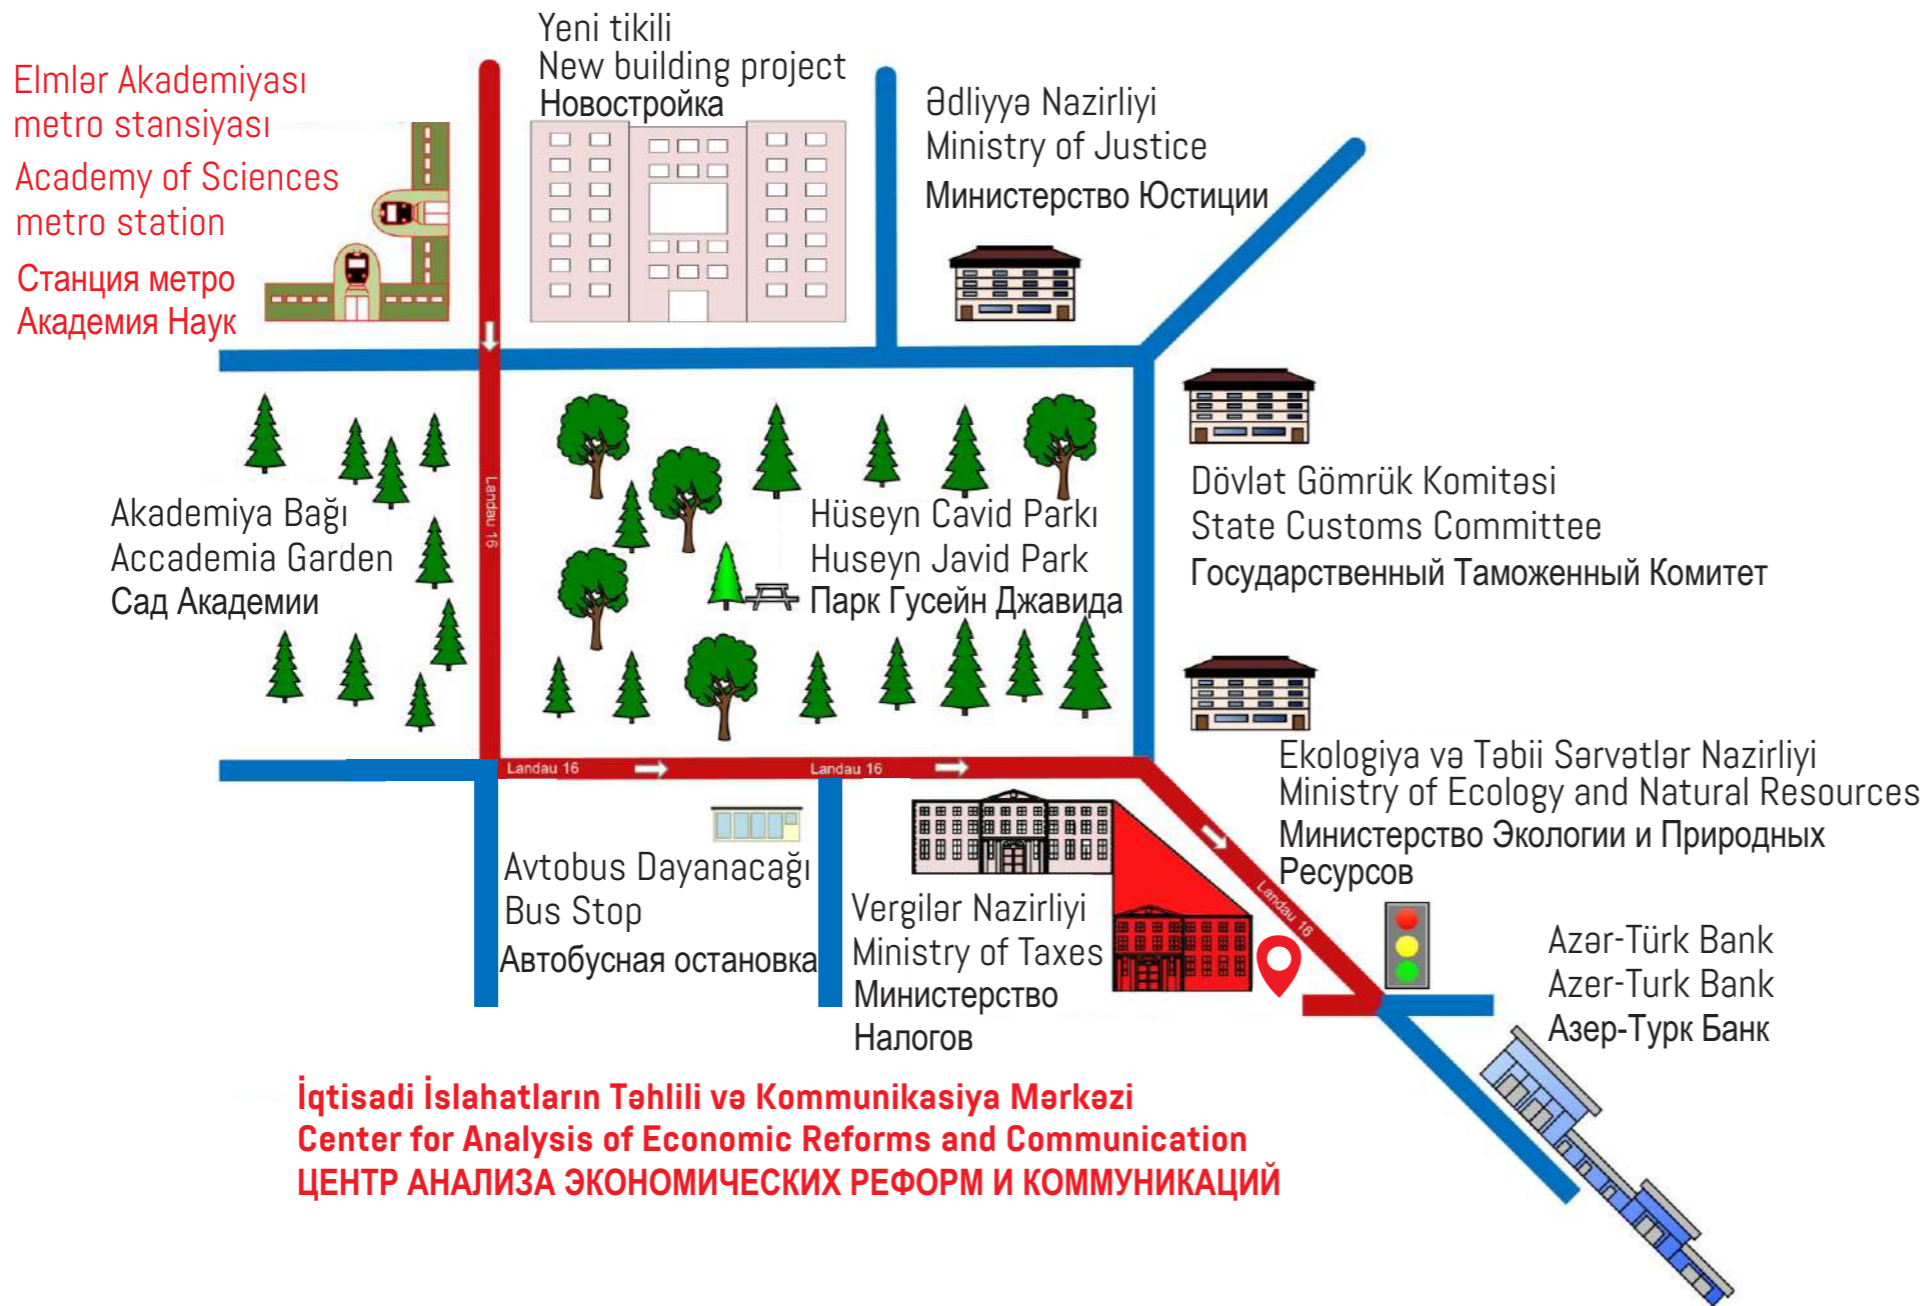 Elmlər Akademiyası
metro stansiyası
Academy of Sciences
metro station
Станция метро
Академия Наук
Yeni tikili
New building project
Новостройка
Ədliyyə Nazirliyi
Ministry of Justice
Министерство Юстиции
Landau 16
Akademiya Bağı
Accademia Garden
Сад Академии
Hüseyn Cavid Parkı
Huseyn Javid Park
Парк Гусейн Джавида
Dövlət Gömrük Komitəsi
State Customs Committee
Государственный Таможенный Комитет
Landau 16
Landau 16
Ekologiya və Təbii Sərvətlər Nazirliyi
Ministry of Ecology and Natural Resources
Министерство Экологии и Природных
Ресурсов
Avtobus Dayanacağı
Bus Stop
Автобусная остановка
Vergilər Nazirliyi
Ministry of Taxes
Министерство
Налогов
Landau 16
Azər-Türk Bank
Azer-Turk Bank
Азер-Турк Банк
İqtisadi İslahatların Təhlili və Kommunikasiya Mərkəzi
Center for Analysis of Economic Reforms and Communication
ЦЕНТР АНАЛИЗА ЭКОНОМИЧЕСКИХ РЕФОРМ И КОММУНИКАЦИЙ